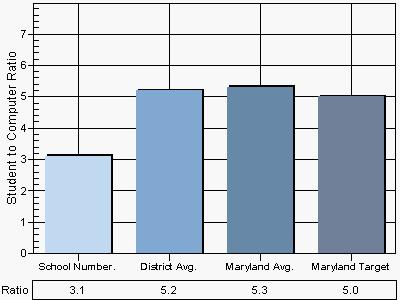 Student to Computer Ratio
7
6
5
4
3
2
1
0
School Number. District Avg. Maryland Avg. Maryland Target
Ratio 3.1 5.2 5.3 5.0